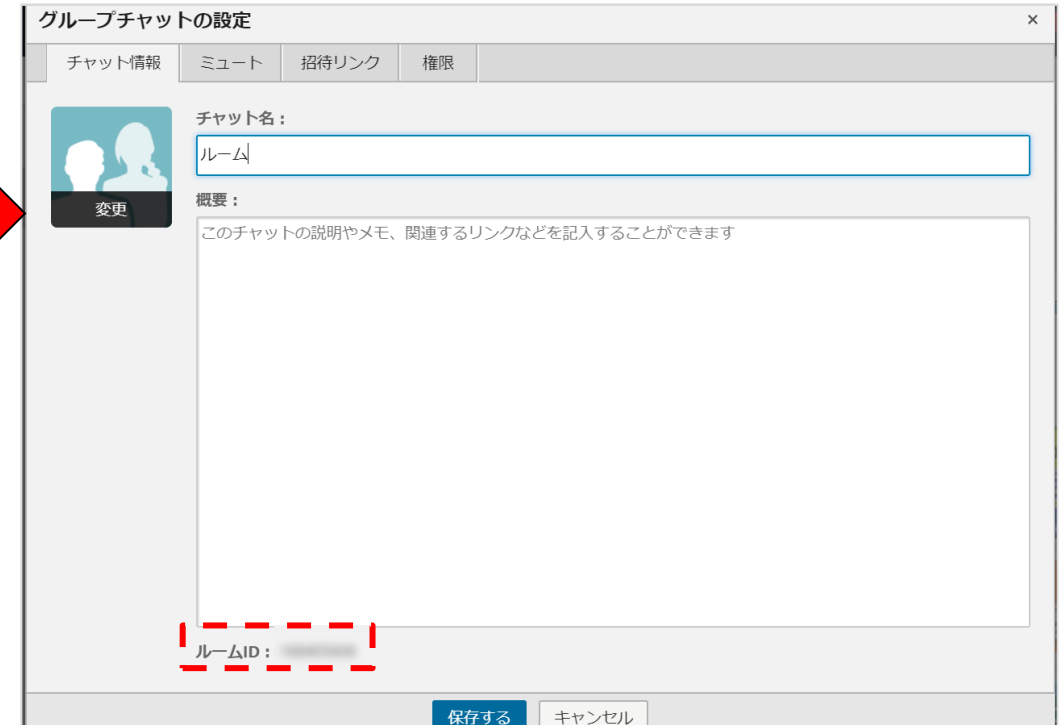 グループチャットの設定 ×
チャット情報 ミュート 招待リンク 権限
チャット名：
ルーム
変更
概要：
このチャットの説明やメモ、関連するリンクなどを記入することができます
ルームID：
保存する キャンセル